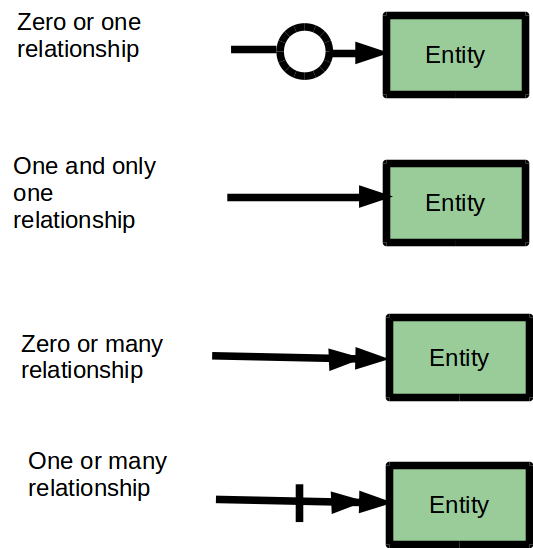 Zero or one
relationship
Entity
One and only
one
relationship
Entity
Zero or many
relationship
Entity
One or many
relationship
Entity